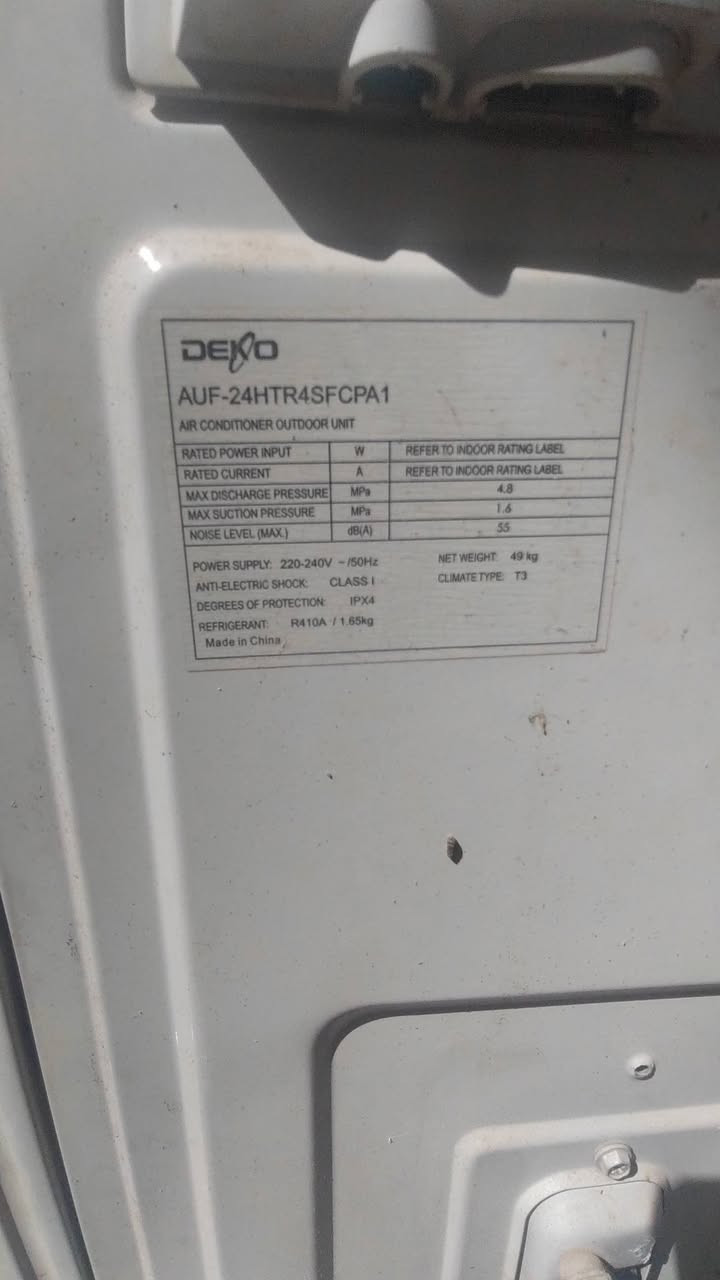 DEKO
AUF-24HTR4SFCPA1
AIR CONDITIONER OUTDOOR UNIT
RATED POWER INPUT W REFER TO INDOOR RATING LABEL
RATED CURRENT A REFER TO INDOOR RATING LABEL
MAX DISCHARGE PRESSURE MPa 4.8
MAX SUCTION PRESSURE MPa 1.6
NOISE LEVEL (MAX.) dB(A) 55
POWER SUPPLY: 220-240V ~/50Hz NET WEIGHT: 49 kg
ANTI-ELECTRIC SHOCK: CLASS I CLIMATE TYPE: T3
DEGREES OF PROTECTION: IPX4
REFRIGERANT: R410A / 1.65kg
Made in China